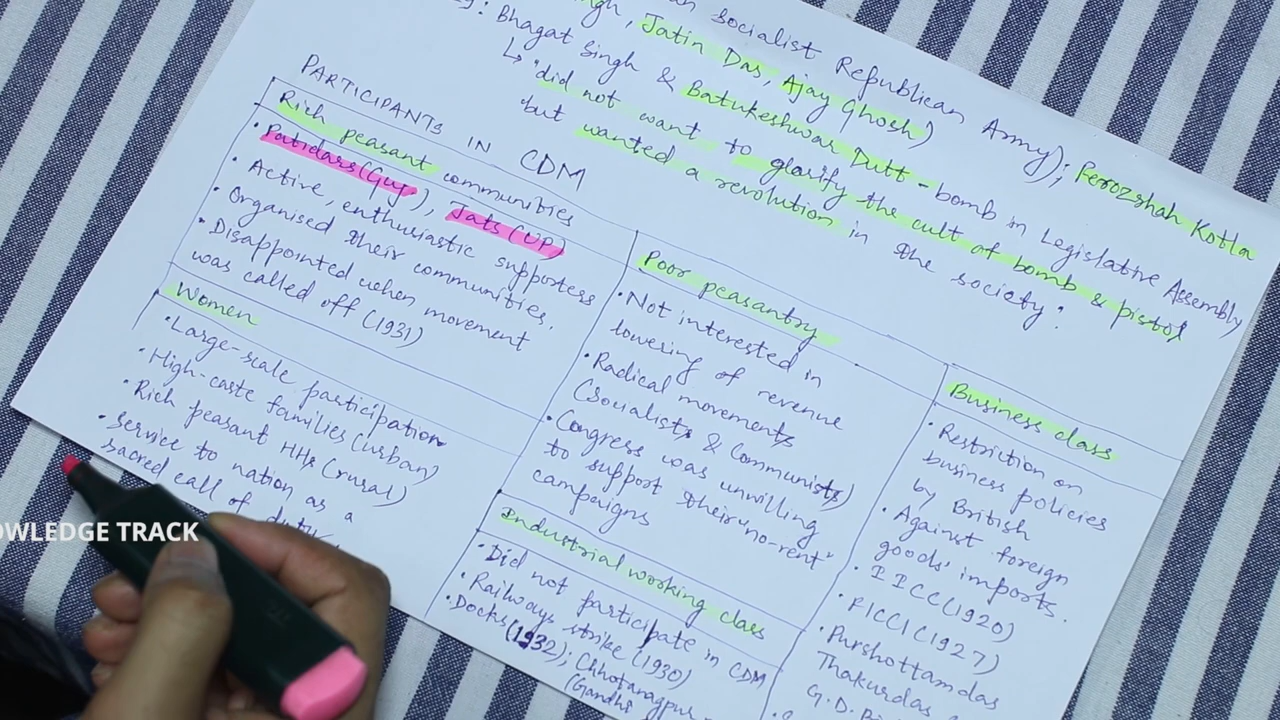 Socialist Republican Army); Ferozshah Kotla
Jatin Das, Ajay Ghosh)
Bhagat Singh & Batukeshwar Dutt - bomb in Legislative Assembly
↳ "did not want to glorify the cult of bomb & pistol
but wanted a revolution in the society".
PARTICIPANTS IN CDM
Rich peasant communities
• Patidars (Guj), Jats (UP)
• Active, enthusiastic supporters
• Organised their communities.
• Disappointed when movement
was called off (1931)
Women
• Large-scale participation
• High-caste families (urban)
• Rich peasant HHs (rural)
• Service to nation as a
sacred call of duty
Poor peasantry
• Not interested in
lowering of revenue
• Radical movements
(Socialists & Communists)
• Congress was unwilling
to support their "no-rent"
campaigns
Industrial working class
• Did not participate in CDM
• Railways strike (1930)
• Docks (1932); Chhotanagpur
(Gandhi
Business class
• Restriction on
business policies
by British
• Against foreign
goods' imports.
• IICC (1920)
• FICCI (1927)
• Purshottamdas
Thakurdas
G.D.
OWLEDGE TRACK